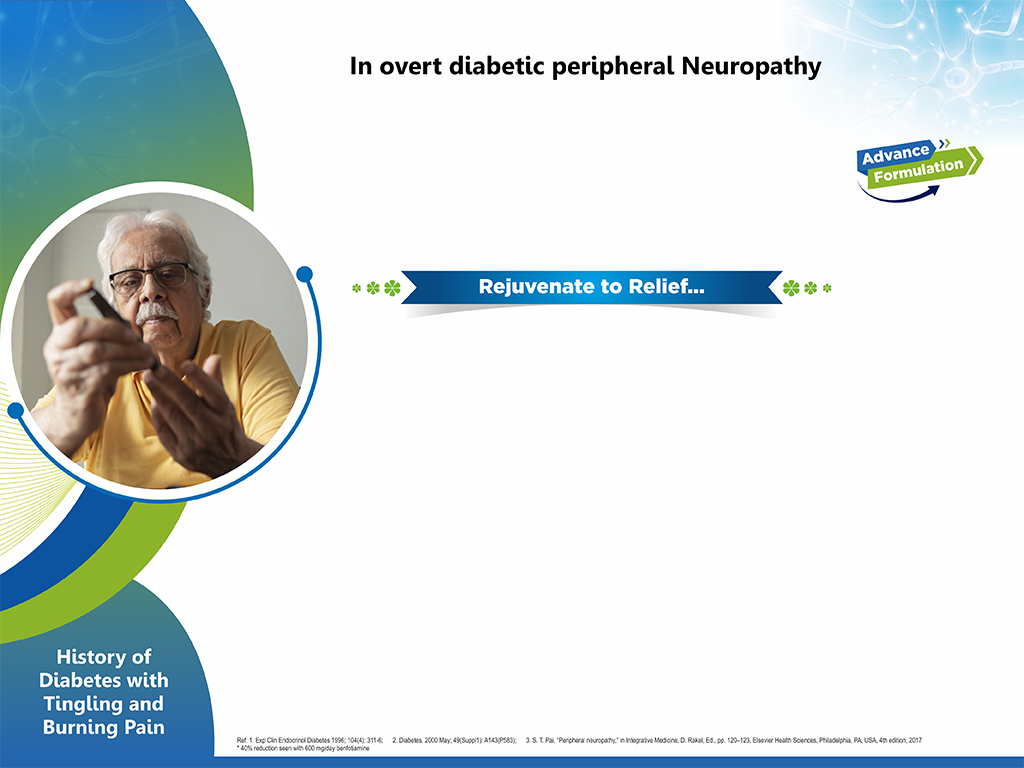 In overt diabetic peripheral Neuropathy
Advance
Formulation
Rejuvenate to Relief...
History of
Diabetes with
Tingling and
Burning Pain
Ref: 1. Exp Clin Endocrinol Diabetes 1996; 104(4): 311-6; 2. Diabetes. 2000 May; 49(Suppl1): A143(P583); 3. S. T. Pai, “Peripheral neuropathy,” in Integrative Medicine, D. Rakel, Ed., pp. 120–123, Elsevier Health Sciences, Philadelphia, PA, USA, 4th edition, 2017
* 40% reduction seen with 600 mg/day benfotiamine